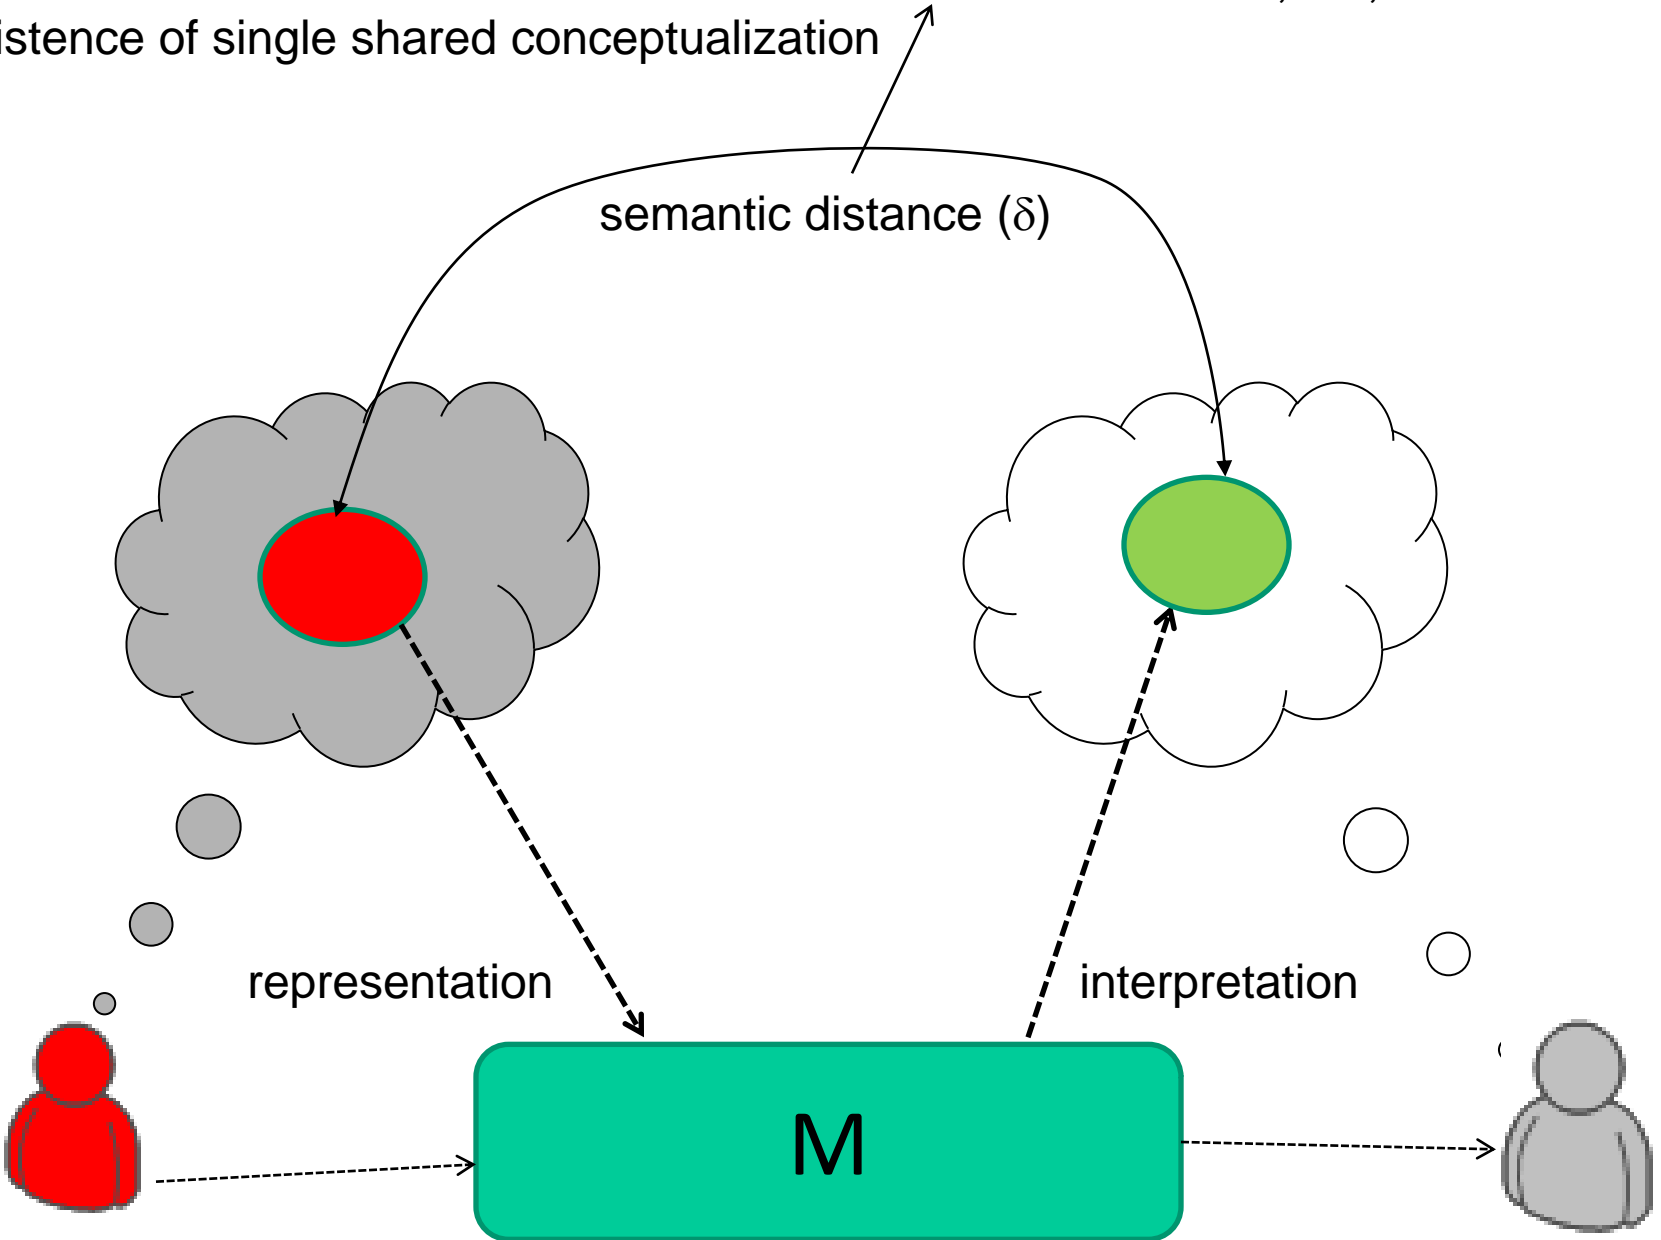 istence of single shared conceptualization
semantic distance (δ)
representation
interpretation
M